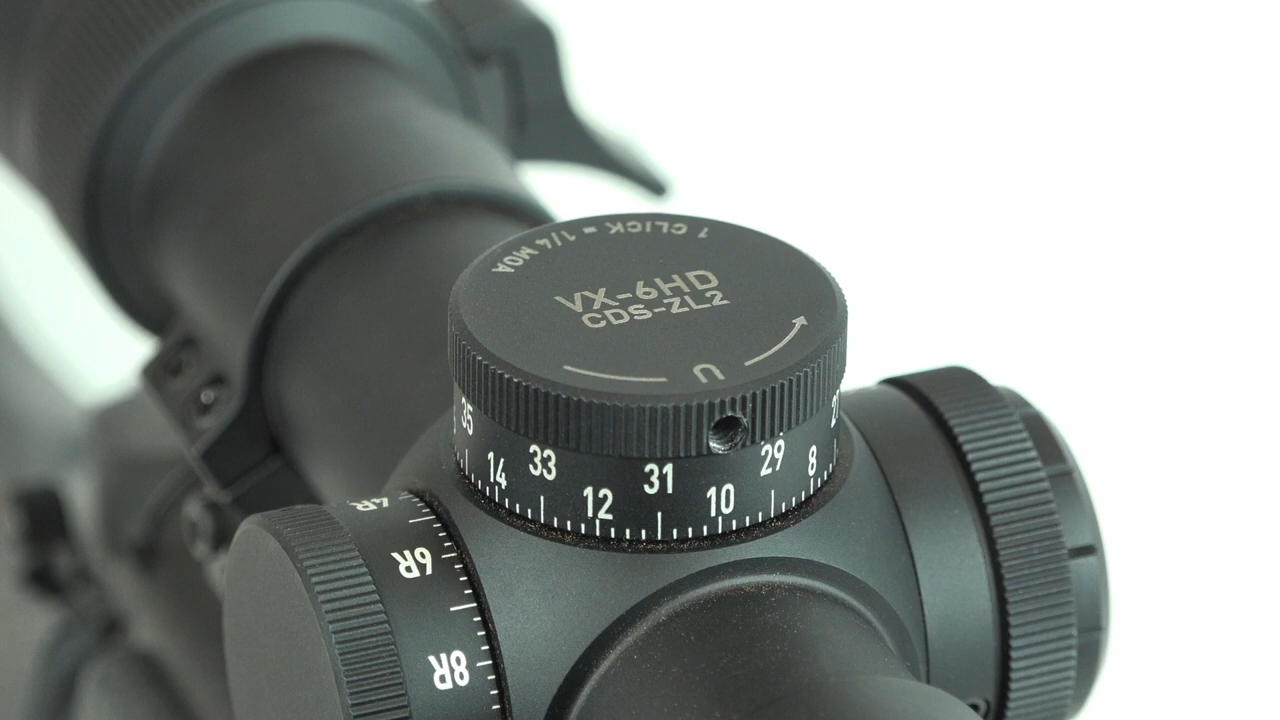 1 CLICK = 1/4 MOA
VX-6HD
CDS-ZL2
U
35 33 31 29
14 12 10 8
4R
6R
8R